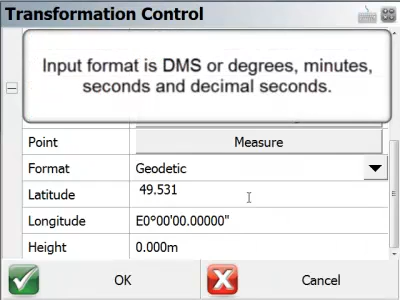 Transformation Control
Input format is DMS or degrees, minutes,
seconds and decimal seconds.
Point Measure
Format Geodetic
Latitude 49.531
Longitude E0°00'00.00000"
Height 0.000m
OK Cancel